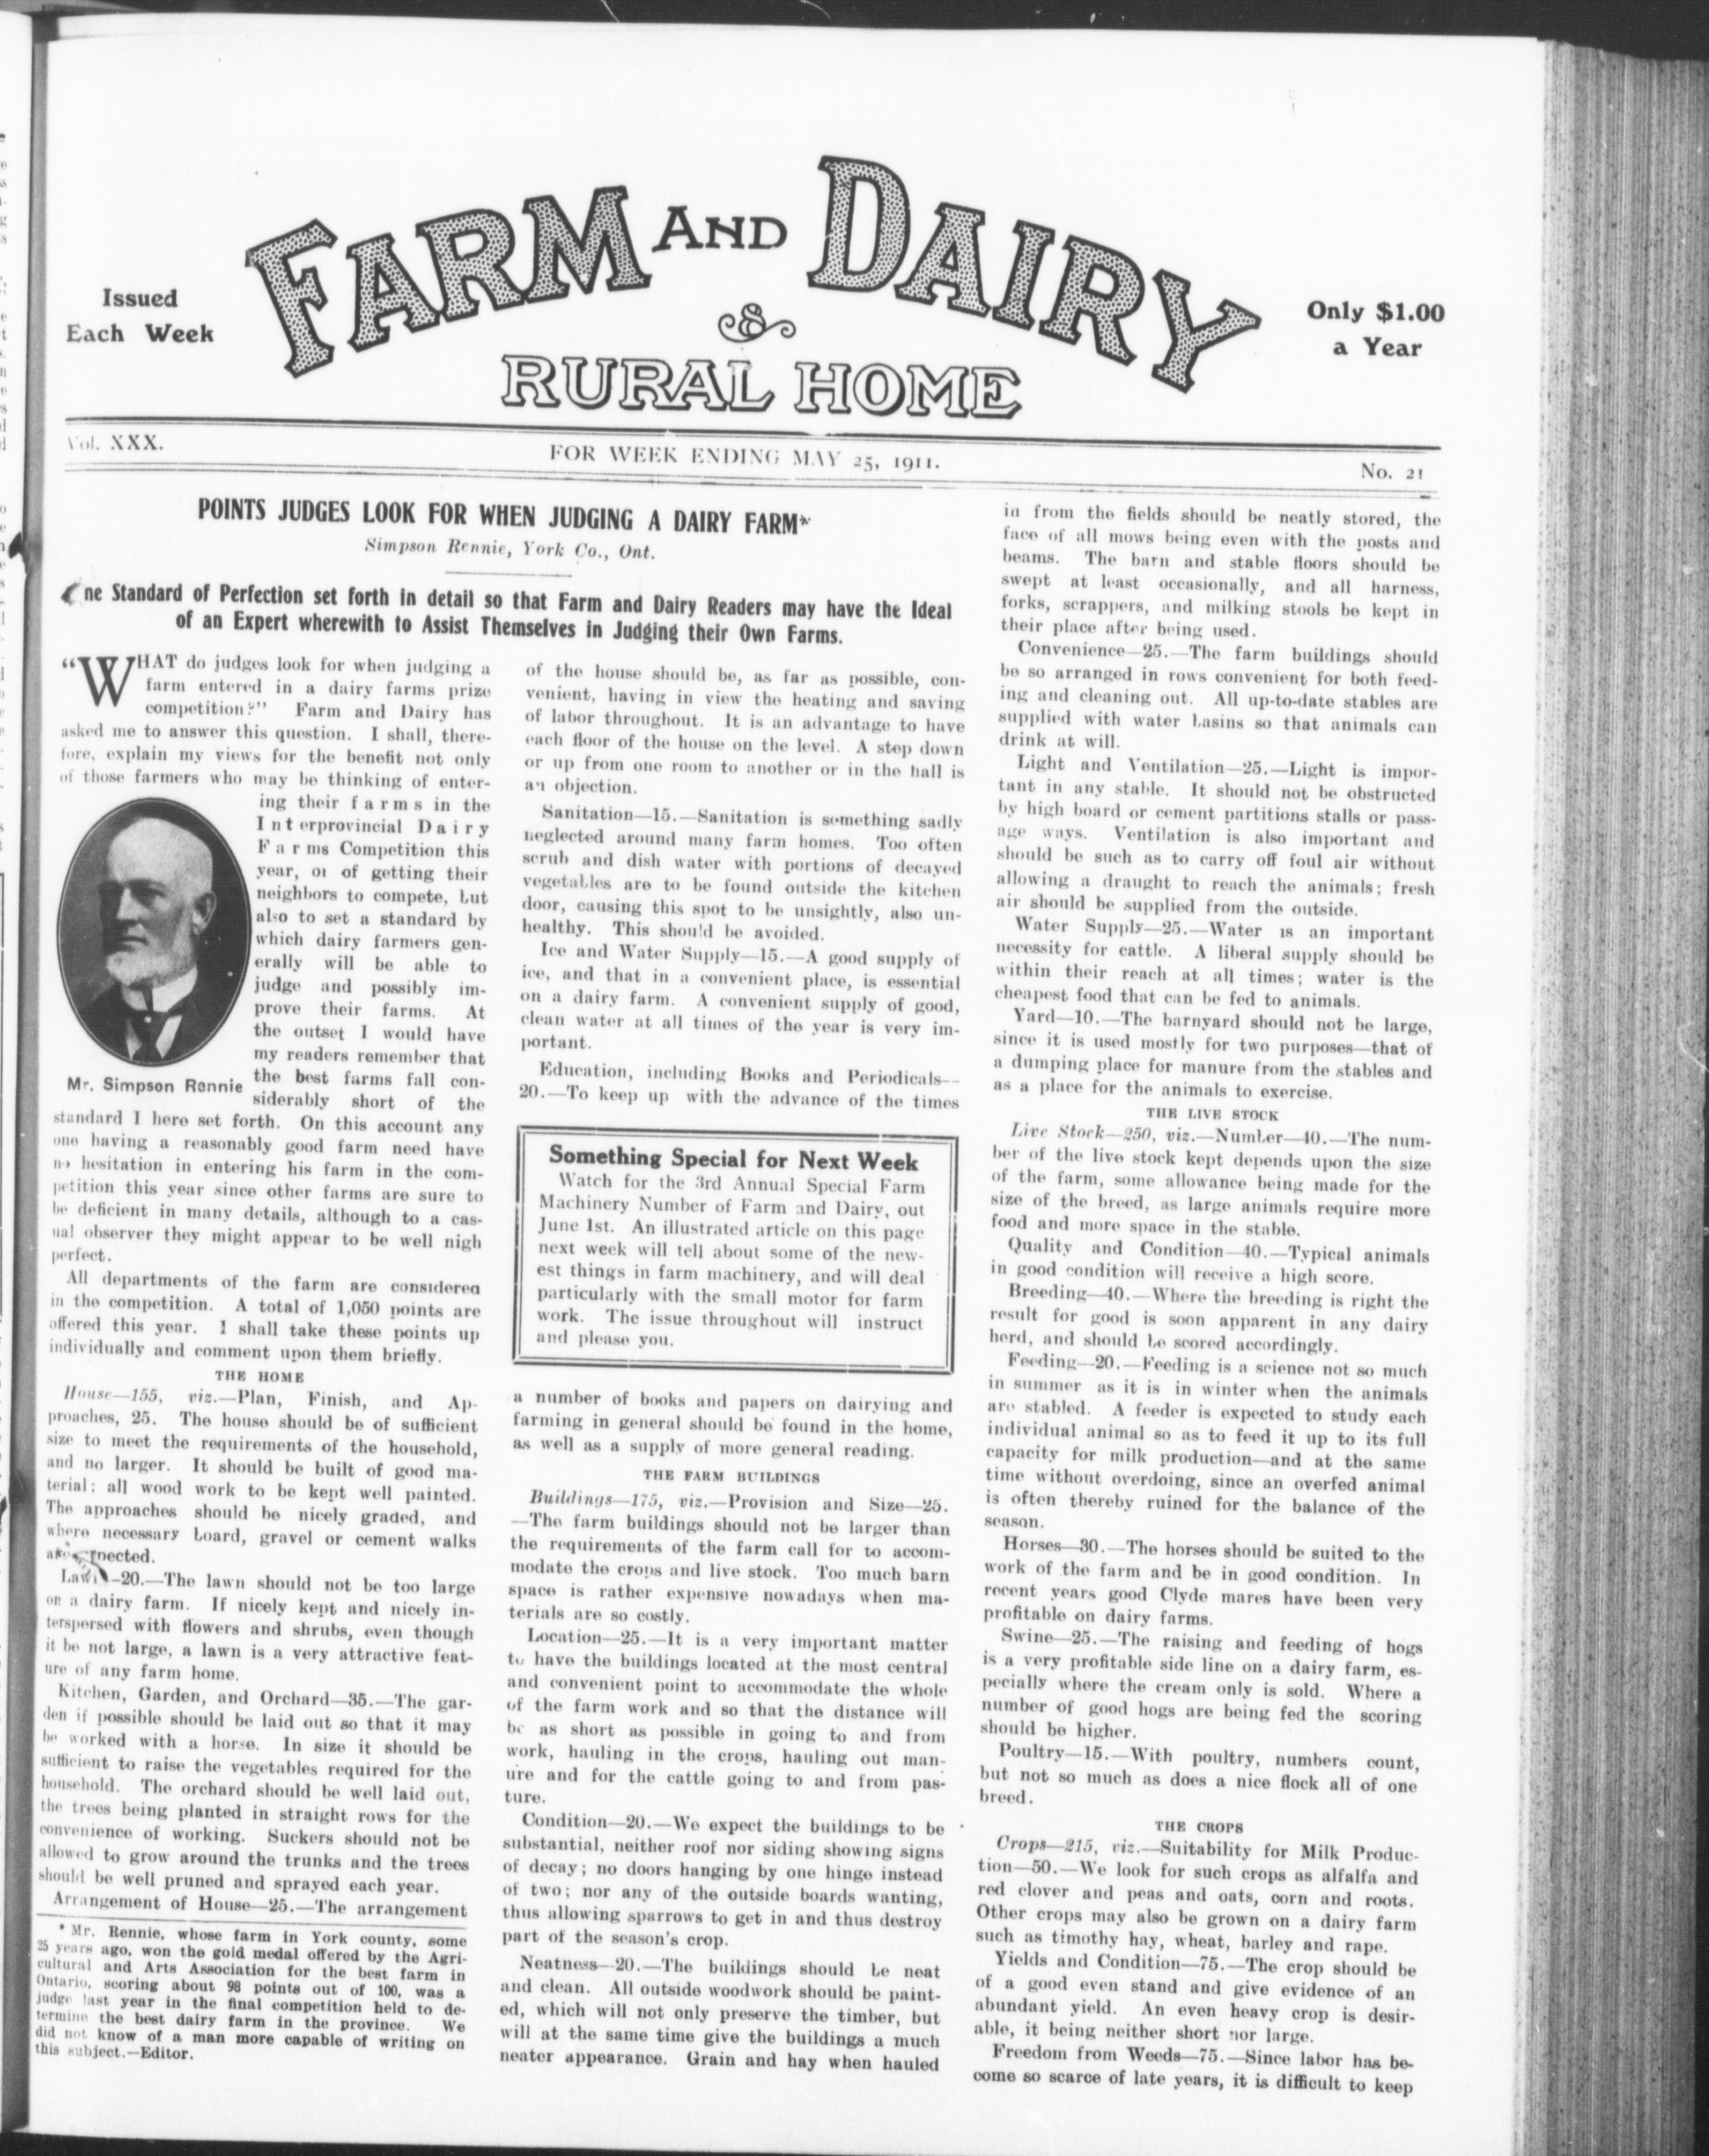 Issued
Each Week
FARM AND DAIRY
&
RURAL HOME
Only $1.00
a Year
Vol. XXX.
FOR WEEK ENDING MAY 25, 1911.
No. 21
POINTS JUDGES LOOK FOR WHEN JUDGING A DAIRY FARM*
Simpson Rennie, York Co., Ont.
ne Standard of Perfection set forth in detail so that Farm and Dairy Readers may have the Ideal
of an Expert wherewith to Assist Themselves in Judging their Own Farms.
“WHAT do judges look for when judging a
farm entered in a dairy farms prize
competition?” Farm and Dairy has
asked me to answer this question. I shall, there-
fore, explain my views for the benefit not only
of those farmers who may be thinking of enter-
ing their farms in the
Interprovincial Dairy
Farms Competition this
year, or of getting their
neighbors to compete, but
also to set a standard by
which dairy farmers gen-
erally will be able to
judge and possibly im-
prove their farms. At
the outset I would have
my readers remember that
the best farms fall con-
siderably short of the
Mr. Simpson Rennie
standard I here set forth. On this account any
one having a reasonably good farm need have
no hesitation in entering his farm in the com-
petition this year since other farms are sure to
be deficient in many details, although to a cas-
ual observer they might appear to be well nigh
perfect.
All departments of the farm are considered
in the competition. A total of 1,050 points are
offered this year. I shall take these points up
individually and comment upon them briefly.
THE HOME
House—155, viz.—Plan, Finish, and Ap-
proaches, 25. The house should be of sufficient
size to meet the requirements of the household,
and no larger. It should be built of good ma-
terial; all wood work to be kept well painted.
The approaches should be nicely graded, and
where necessary board, gravel or cement walks
are pected.
Lawn—20.—The lawn should not be too large
on a dairy farm. If nicely kept and nicely in-
terspersed with flowers and shrubs, even though
it be not large, a lawn is a very attractive feat-
ure of any farm home.
Kitchen, Garden, and Orchard—35.—The gar-
den if possible should be laid out so that it may
be worked with a horse. In size it should be
sufficient to raise the vegetables required for the
household. The orchard should be well laid out,
the trees being planted in straight rows for the
convenience of working. Suckers should not be
allowed to grow around the trunks and the trees
should be well pruned and sprayed each year.
Arrangement of House—25.—The arrangement
* Mr. Rennie, whose farm in York county, some
25 years ago, won the gold medal offered by the Agri-
cultural and Arts Association for the best farm in
Ontario, scoring about 98 points out of 100, was a
judge last year in the final competition held to de-
termine the best dairy farm in the province. We
did not know of a man more capable of writing on
this subject.—Editor.
of the house should be, as far as possible, con-
venient, having in view the heating and saving
of labor throughout. It is an advantage to have
each floor of the house on the level. A step down
or up from one room to another or in the hall is
an objection.
Sanitation—15.—Sanitation is something sadly
neglected around many farm homes. Too often
scrub and dish water with portions of decayed
vegetables are to be found outside the kitchen
door, causing this spot to be unsightly, also un-
healthy. This should be avoided.
Ice and Water Supply—15.—A good supply of
ice, and that in a convenient place, is essential
on a dairy farm. A convenient supply of good,
clean water at all times of the year is very im-
portant.
Education, including Books and Periodicals--
20.—To keep up with the advance of the times
Something Special for Next Week
Watch for the 3rd Annual Special Farm
Machinery Number of Farm and Dairy, out
June 1st. An illustrated article on this page
next week will tell about some of the new-
est things in farm machinery, and will deal
particularly with the small motor for farm
work. The issue throughout will instruct
and please you.
a number of books and papers on dairying and
farming in general should be found in the home,
as well as a supply of more general reading.
THE FARM BUILDINGS
Buildings—175, viz.—Provision and Size—25.
—The farm buildings should not be larger than
the requirements of the farm call for to accom-
modate the crops and live stock. Too much barn
space is rather expensive nowadays when ma-
terials are so costly.
Location—25.—It is a very important matter
to have the buildings located at the most central
and convenient point to accommodate the whole
of the farm work and so that the distance will
be as short as possible in going to and from
work, hauling in the crops, hauling out man-
ure and for the cattle going to and from pas-
ture.
Condition—20.—We expect the buildings to be
substantial, neither roof nor siding showing signs
of decay; no doors hanging by one hinge instead
of two; nor any of the outside boards wanting,
thus allowing sparrows to get in and thus destroy
part of the season's crop.
Neatness—20.—The buildings should be neat
and clean. All outside woodwork should be paint-
ed, which will not only preserve the timber, but
will at the same time give the buildings a much
neater appearance. Grain and hay when hauled
in from the fields should be neatly stored, the
face of all mows being even with the posts and
beams. The barn and stable floors should be
swept at least occasionally, and all harness,
forks, scrappers, and milking stools be kept in
their place after being used.
Convenience—25.—The farm buildings should
be so arranged in rows convenient for both feed-
ing and cleaning out. All up-to-date stables are
supplied with water basins so that animals can
drink at will.
Light and Ventilation—25.—Light is impor-
tant in any stable. It should not be obstructed
by high board or cement partitions stalls or pass-
age ways. Ventilation is also important and
should be such as to carry off foul air without
allowing a draught to reach the animals; fresh
air should be supplied from the outside.
Water Supply—25.—Water is an important
necessity for cattle. A liberal supply should be
within their reach at all times; water is the
cheapest food that can be fed to animals.
Yard—10.—The barnyard should not be large,
since it is used mostly for two purposes—that of
a dumping place for manure from the stables and
as a place for the animals to exercise.
THE LIVE STOCK
Live Stock—250, viz.—Number—40.—The num-
ber of the live stock kept depends upon the size
of the farm, some allowance being made for the
size of the breed, as large animals require more
food and more space in the stable.
Quality and Condition—40.—Typical animals
in good condition will receive a high score.
Breeding—40.—Where the breeding is right the
result for good is soon apparent in any dairy
herd, and should be scored accordingly.
Feeding—20.—Feeding is a science not so much
in summer as it is in winter when the animals
are stabled. A feeder is expected to study each
individual animal so as to feed it up to its full
capacity for milk production—and at the same
time without overdoing, since an overfed animal
is often thereby ruined for the balance of the
season.
Horses—30.—The horses should be suited to the
work of the farm and be in good condition. In
recent years good Clyde mares have been very
profitable on dairy farms.
Swine—25.—The raising and feeding of hogs
is a very profitable side line on a dairy farm, es-
pecially where the cream only is sold. Where a
number of good hogs are being fed the scoring
should be higher.
Poultry—15.—With poultry, numbers count,
but not so much as does a nice flock all of one
breed.
THE CROPS
Crops—215, viz.—Suitability for Milk Produc-
tion—50.—We look for such crops as alfalfa and
red clover and peas and oats, corn and roots.
Other crops may also be grown on a dairy farm
such as timothy hay, wheat, barley and rape.
Yields and Condition—75.—The crop should be
of a good even stand and give evidence of an
abundant yield. An even heavy crop is desir-
able, it being neither short nor large.
Freedom from Weeds—75.—Since labor has be-
come so scarce of late years, it is difficult to keep